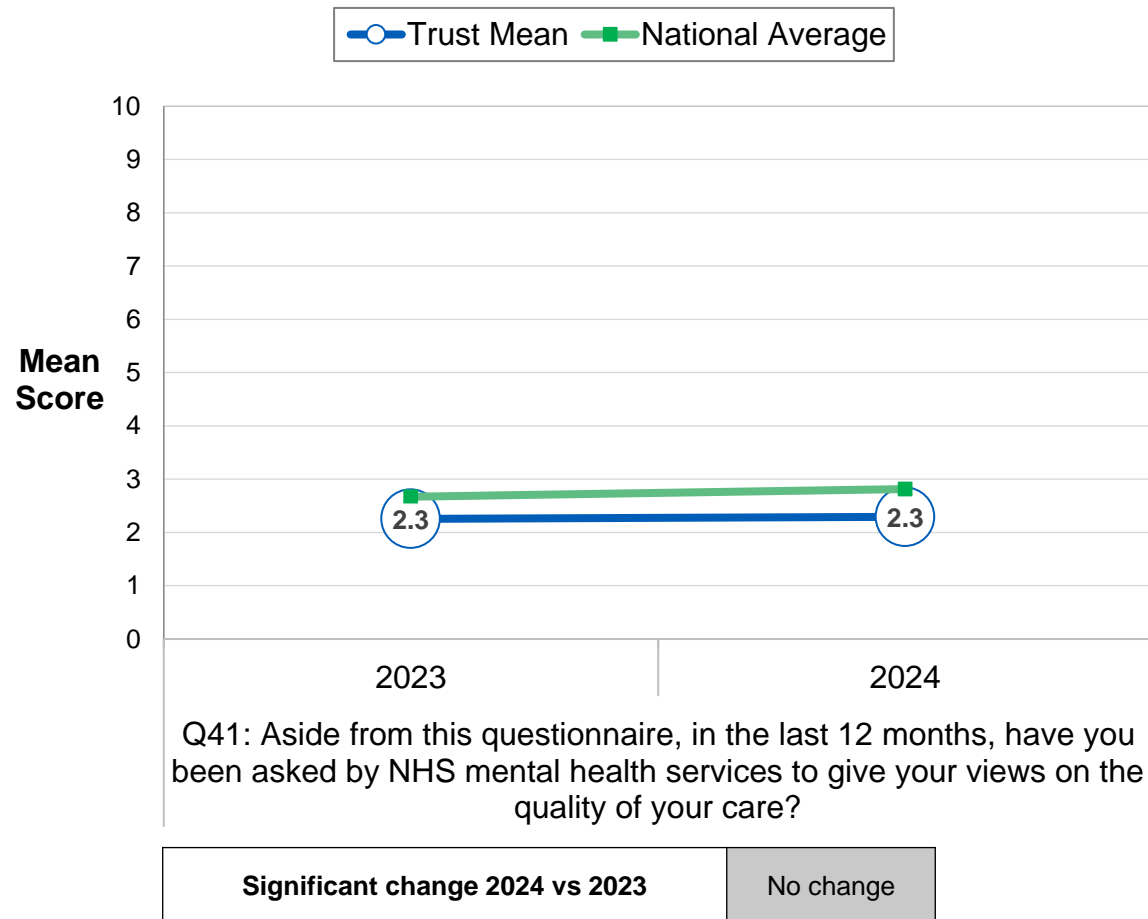 Trust Mean National Average
10
9
8
7
6
5
4
3
2
1
0
Mean
Score
2.3 2.3
2023 2024
Q41: Aside from this questionnaire, in the last 12 months, have you
been asked by NHS mental health services to give your views on the
quality of your care?
Significant change 2024 vs 2023 No change